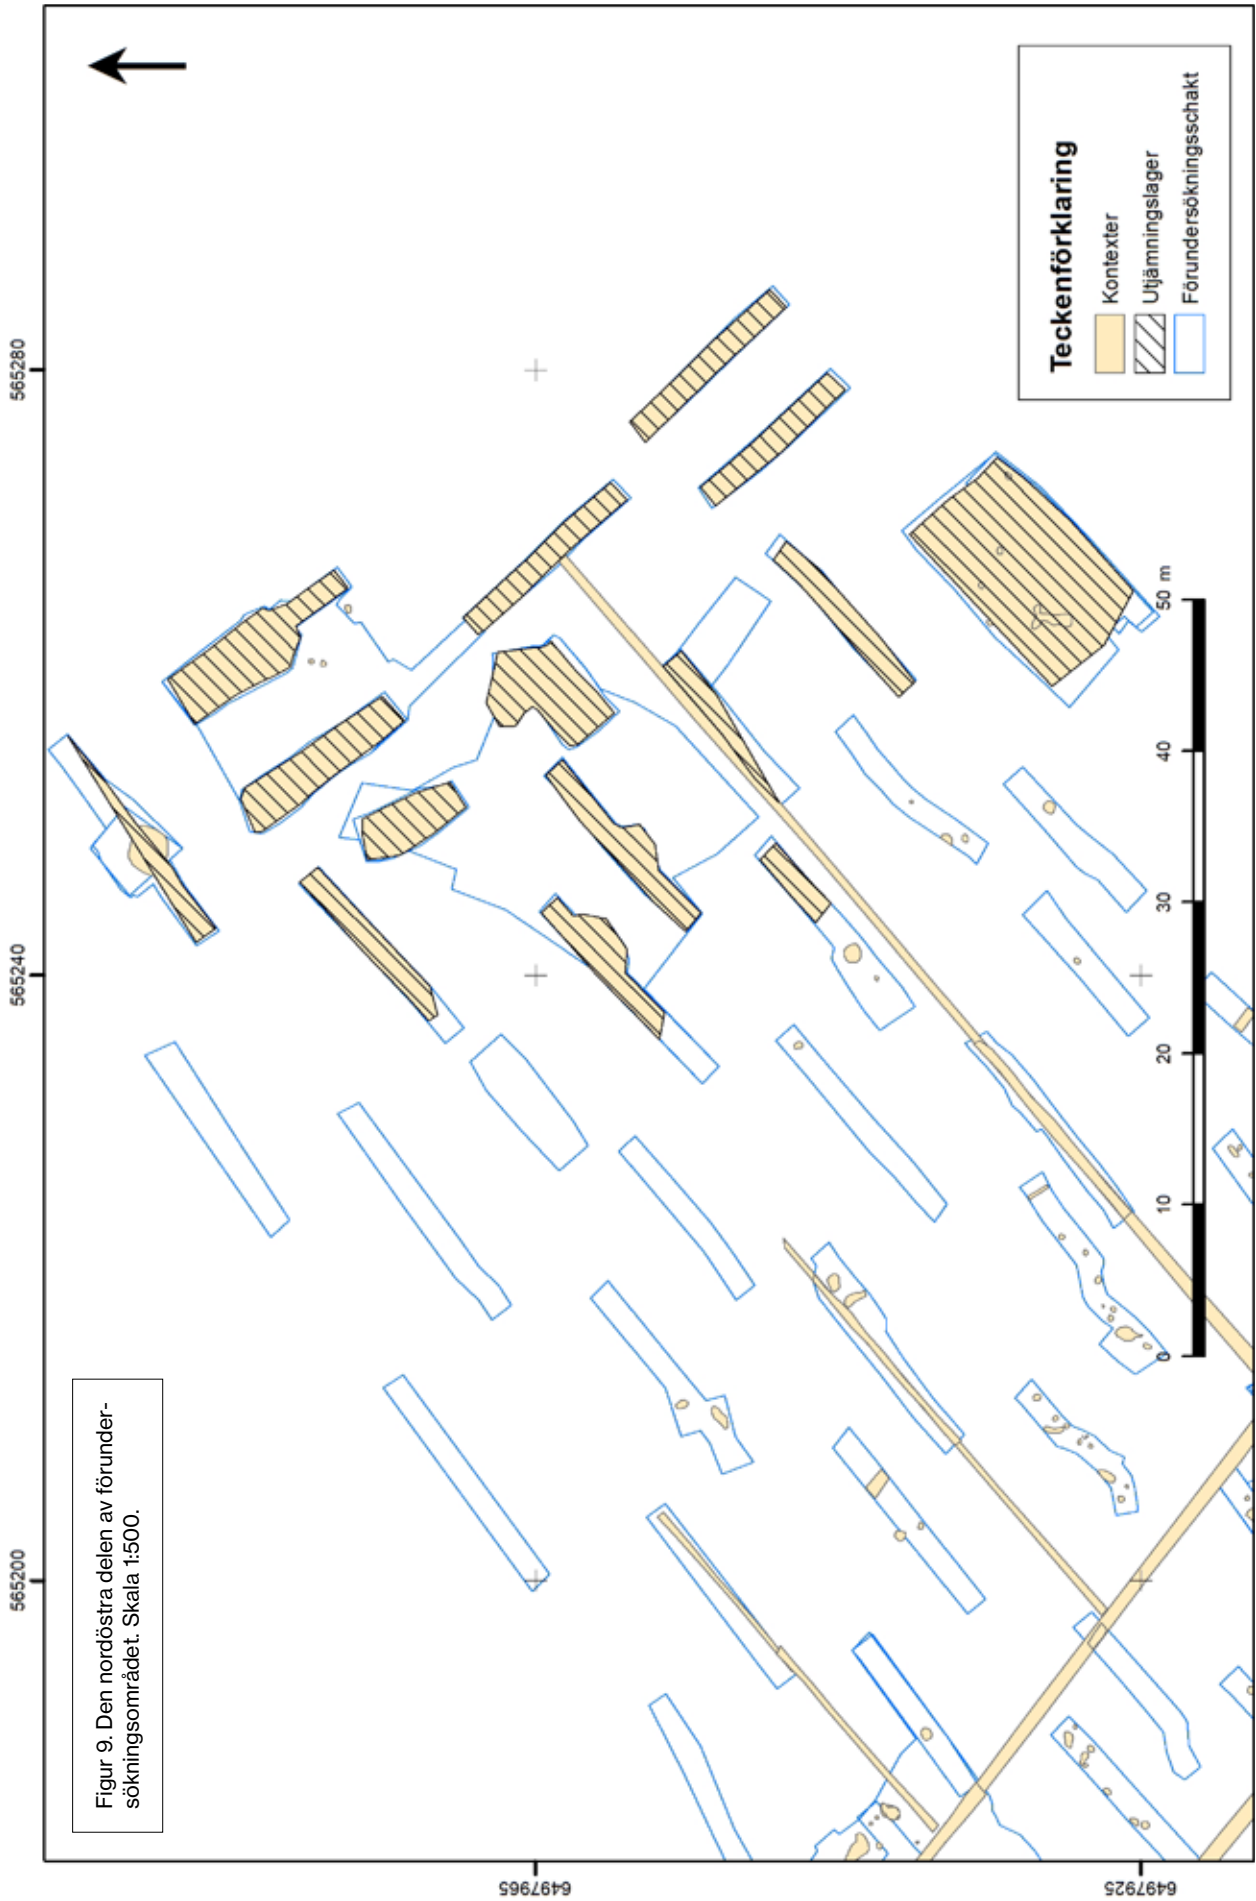 Figur 9. Den nordöstra delen av förunder-
sökningsområdet. Skala 1:500.
565200
565240
565280
6497965
6497925
0
10
20
30
40
50 m
Teckenförklaring
Kontexter
Utjämningslager
Förundersökningsschakt